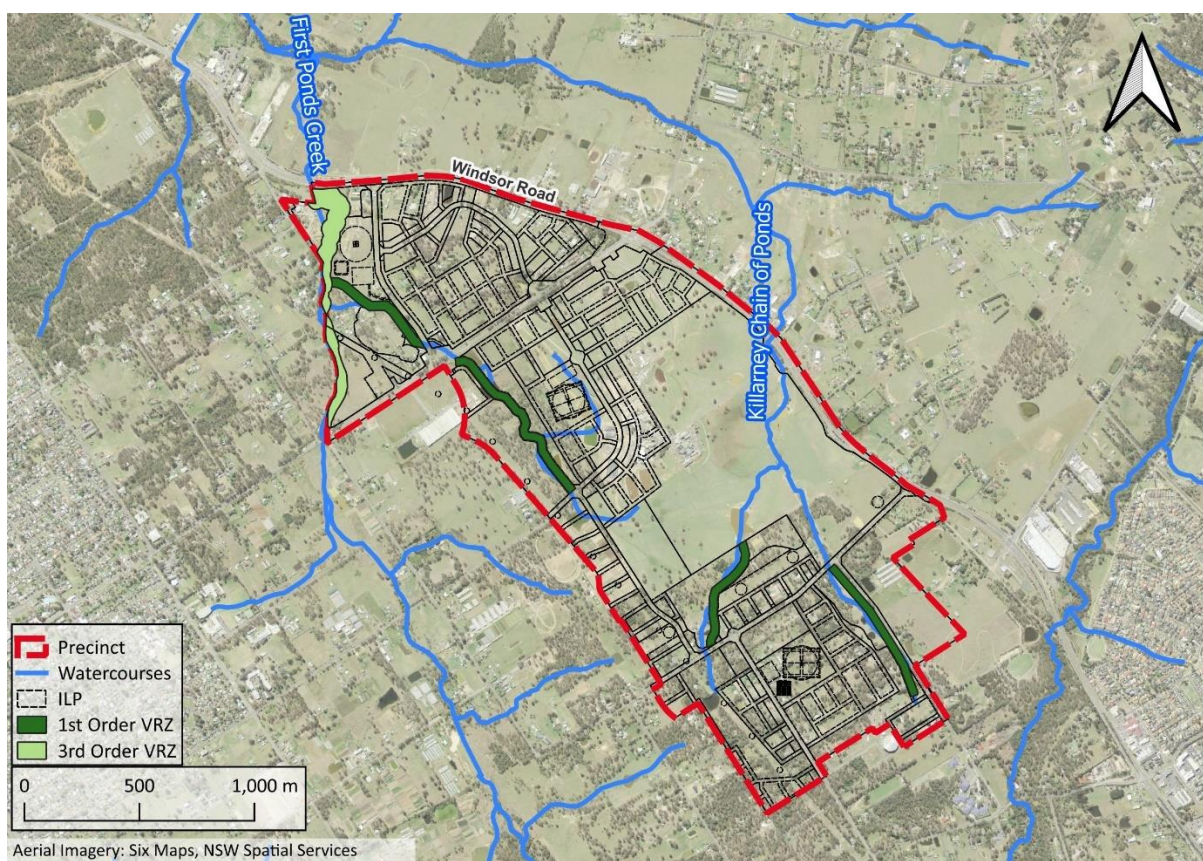 First Ponds Creek
Windsor Road
Killarney Chain of Ponds
Precinct
Watercourses
ILP
1st Order VRZ
3rd Order VRZ
0 500 1,000 m
Aerial Imagery: Six Maps, NSW Spatial Services